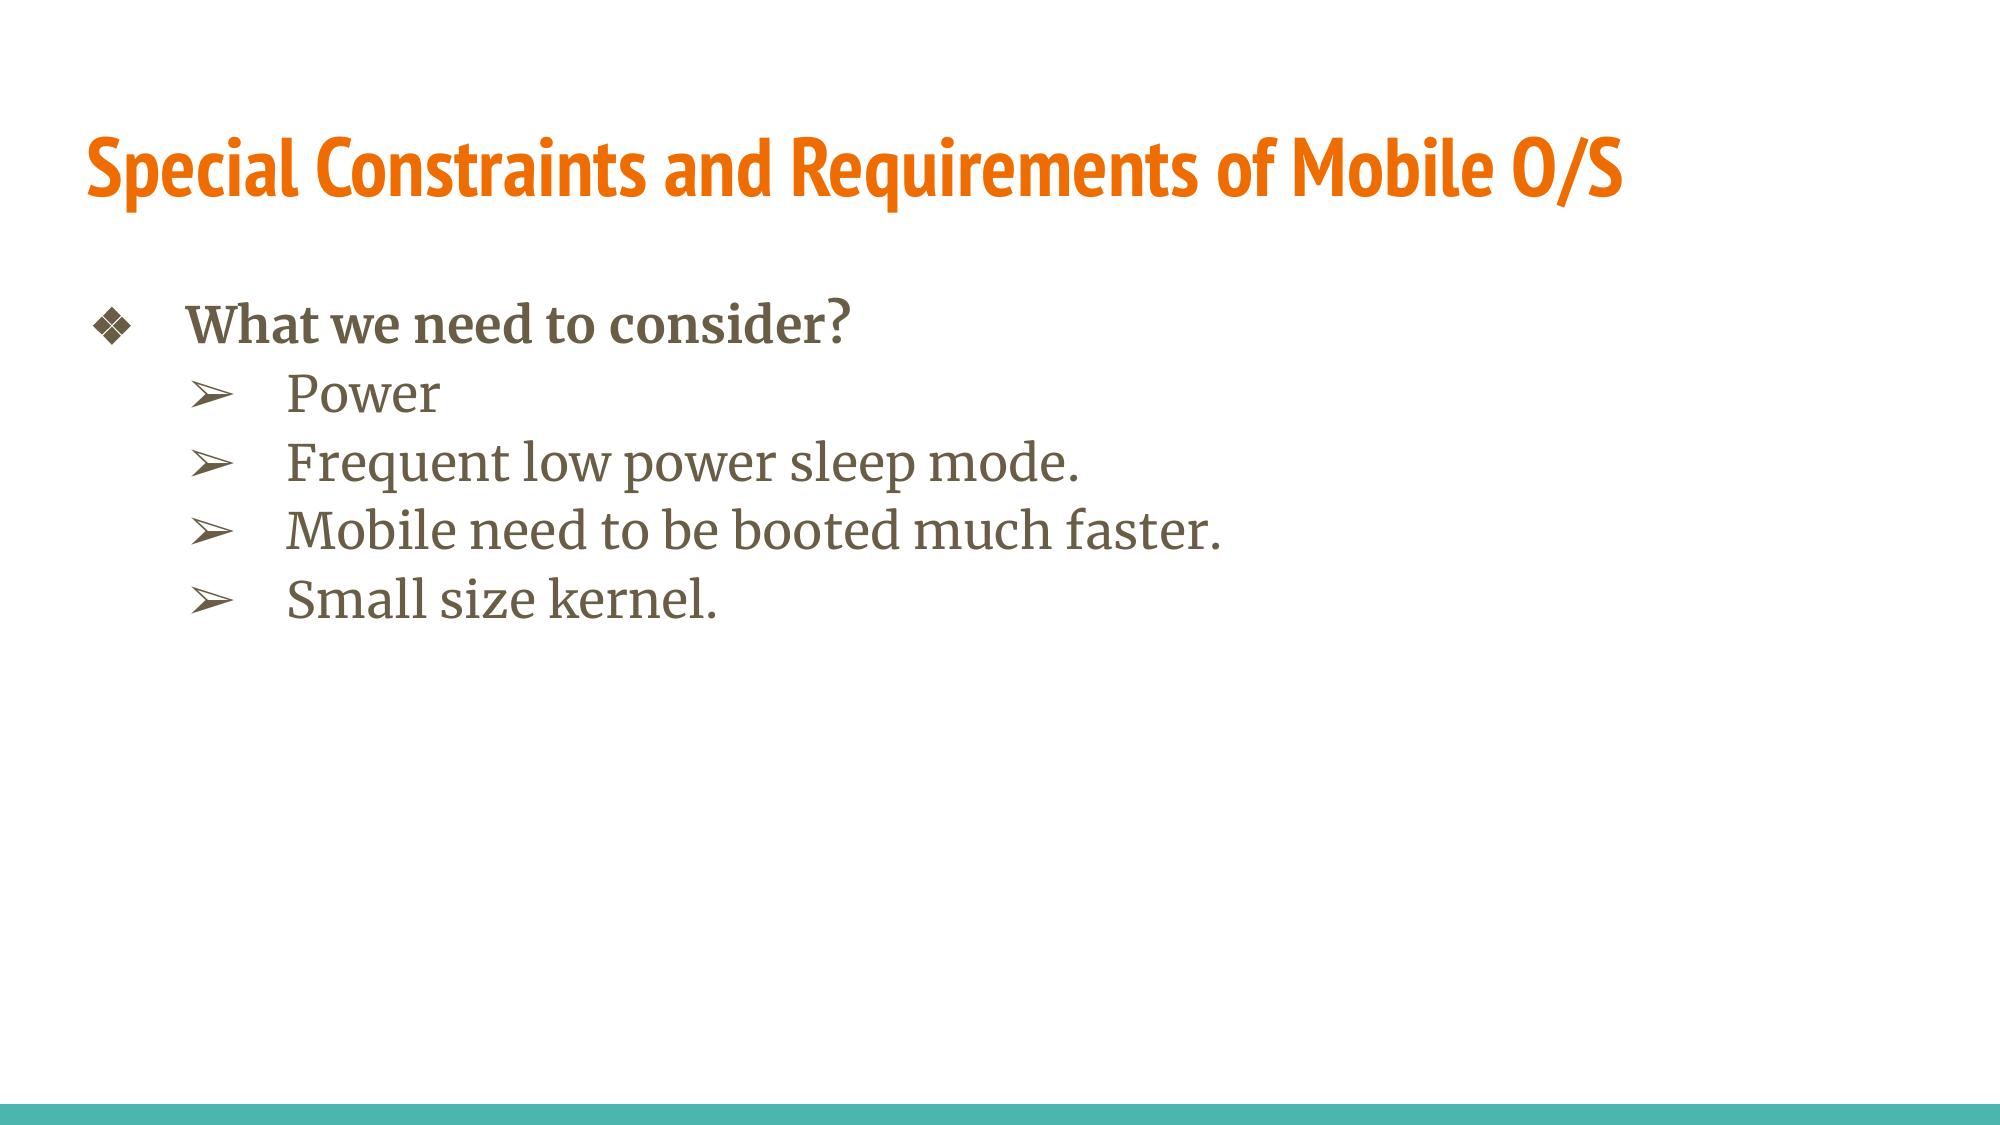 Special Constraints and Requirements of Mobile O/S
❖ What we need to consider?
➢ Power
➢ Frequent low power sleep mode.
➢ Mobile need to be booted much faster.
➢ Small size kernel.